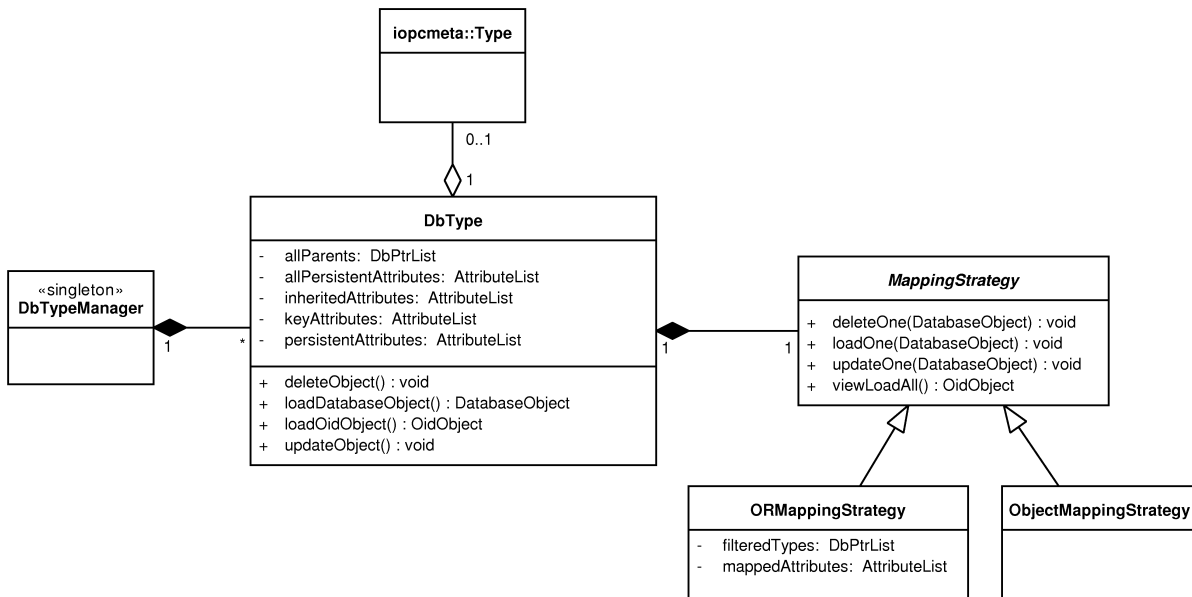 iopcmeta::Type
0..1
1
DbType
- allParents: DbPtrList
- allPersistentAttributes: AttributeList
- inheritedAttributes: AttributeList
- keyAttributes: AttributeList
- persistentAttributes: AttributeList
+ deleteObject() : void
+ loadDatabaseObject() : DatabaseObject
+ loadOidObject() : OidObject
+ updateObject() : void
«singleton»
DbTypeManager
1
*
1
1
MappingStrategy
+ deleteOne(DatabaseObject) : void
+ loadOne(DatabaseObject) : void
+ updateOne(DatabaseObject) : void
+ viewLoadAll() : OidObject
ORMappingStrategy
- filteredTypes: DbPtrList
- mappedAttributes: AttributeList
ObjectMappingStrategy